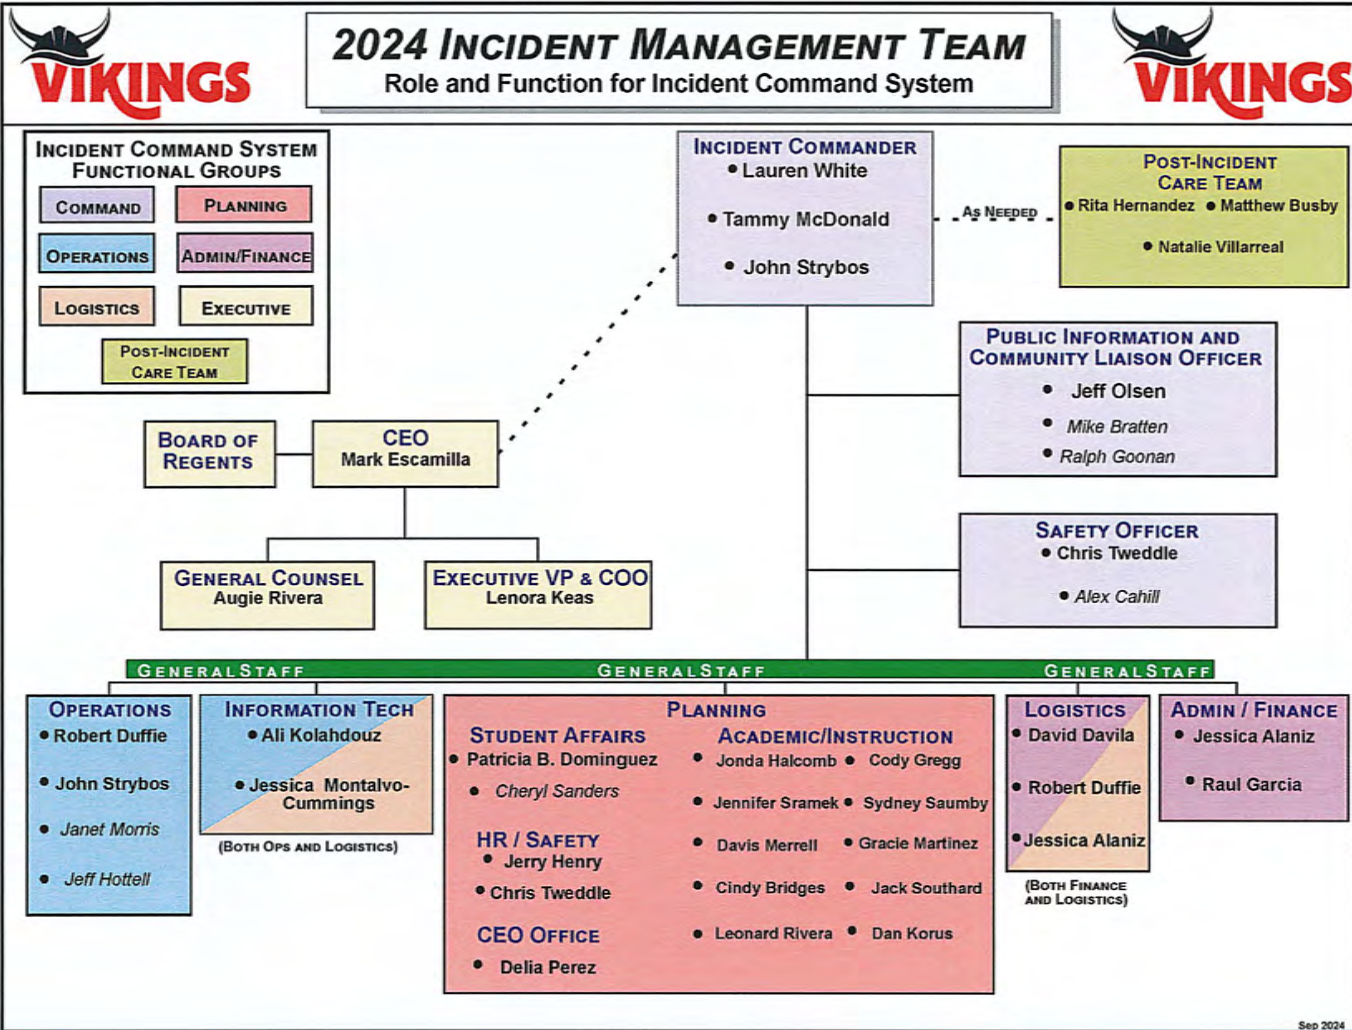 VIKINGS
2024 INCIDENT MANAGEMENT TEAM
Role and Function for Incident Command System
VIKINGS
INCIDENT COMMAND SYSTEM
FUNCTIONAL GROUPS
COMMAND
PLANNING
OPERATIONS
ADMIN/FINANCE
LOGISTICS
EXECUTIVE
POST-INCIDENT
CARE TEAM
INCIDENT COMMANDER
• Lauren White
• Tammy McDonald
• John Strybos
AS NEEDED
POST-INCIDENT
CARE TEAM
• Rita Hernandez • Matthew Busby
• Natalie Villarreal
PUBLIC INFORMATION AND
COMMUNITY LIAISON OFFICER
• Jeff Olsen
• Mike Bratten
• Ralph Goonan
BOARD OF
REGENTS
CEO
Mark Escamilla
SAFETY OFFICER
• Chris Tweddle
• Alex Cahill
GENERAL COUNSEL
Augie Rivera
EXECUTIVE VP & COO
Lenora Keas
GENERAL STAFF GENERAL STAFF GENERAL STAFF
OPERATIONS
• Robert Duffie
• John Strybos
• Janet Morris
• Jeff Hottell
INFORMATION TECH
• Ali Kolahdouz
• Jessica Montalvo-
Cummings
(BOTH OPS AND LOGISTICS)
PLANNING
STUDENT AFFAIRS
• Patricia B. Dominguez
• Cheryl Sanders
HR / SAFETY
• Jerry Henry
• Chris Tweddle
CEO OFFICE
• Delia Perez
ACADEMIC/INSTRUCTION
• Jonda Halcomb • Cody Gregg
• Jennifer Sramek • Sydney Saumby
• Davis Merrell • Gracie Martinez
• Cindy Bridges • Jack Southard
• Leonard Rivera • Dan Korus
LOGISTICS
• David Davila
• Robert Duffie
• Jessica Alaniz
(BOTH FINANCE
AND LOGISTICS)
ADMIN / FINANCE
• Jessica Alaniz
• Raul Garcia
Sep 2024